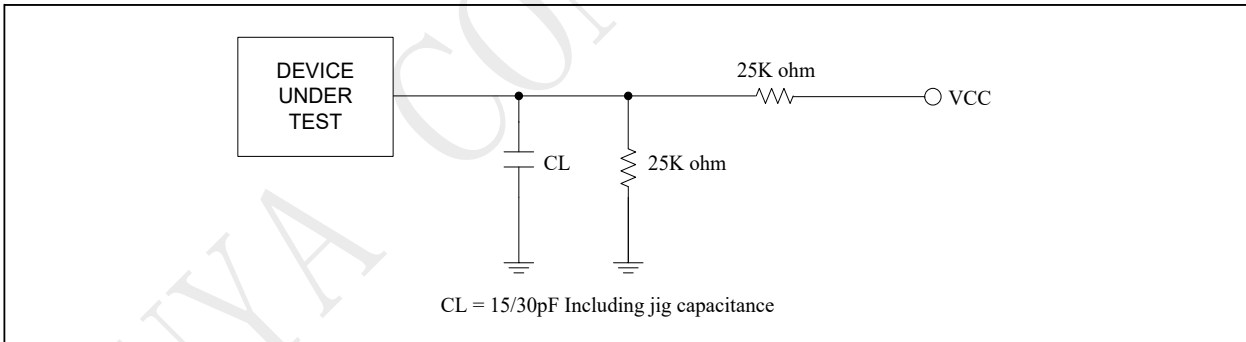 DEVICE
UNDER
TEST
25K ohm
VCC
CL
25K ohm
CL = 15/30pF Including jig capacitance